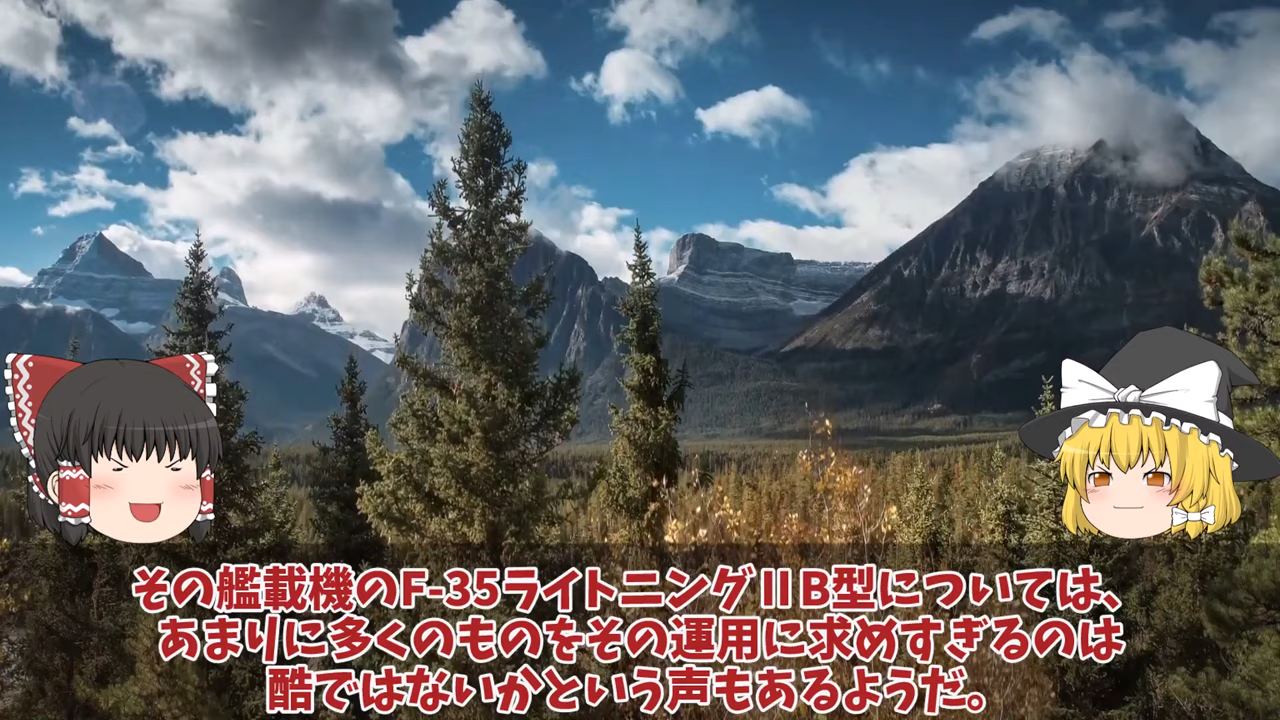 その艦載機のF-35ライトニングⅡB型については、
あまりに多くのものをその運用に求めすぎるのは
酷ではないかという声もあるようだ。